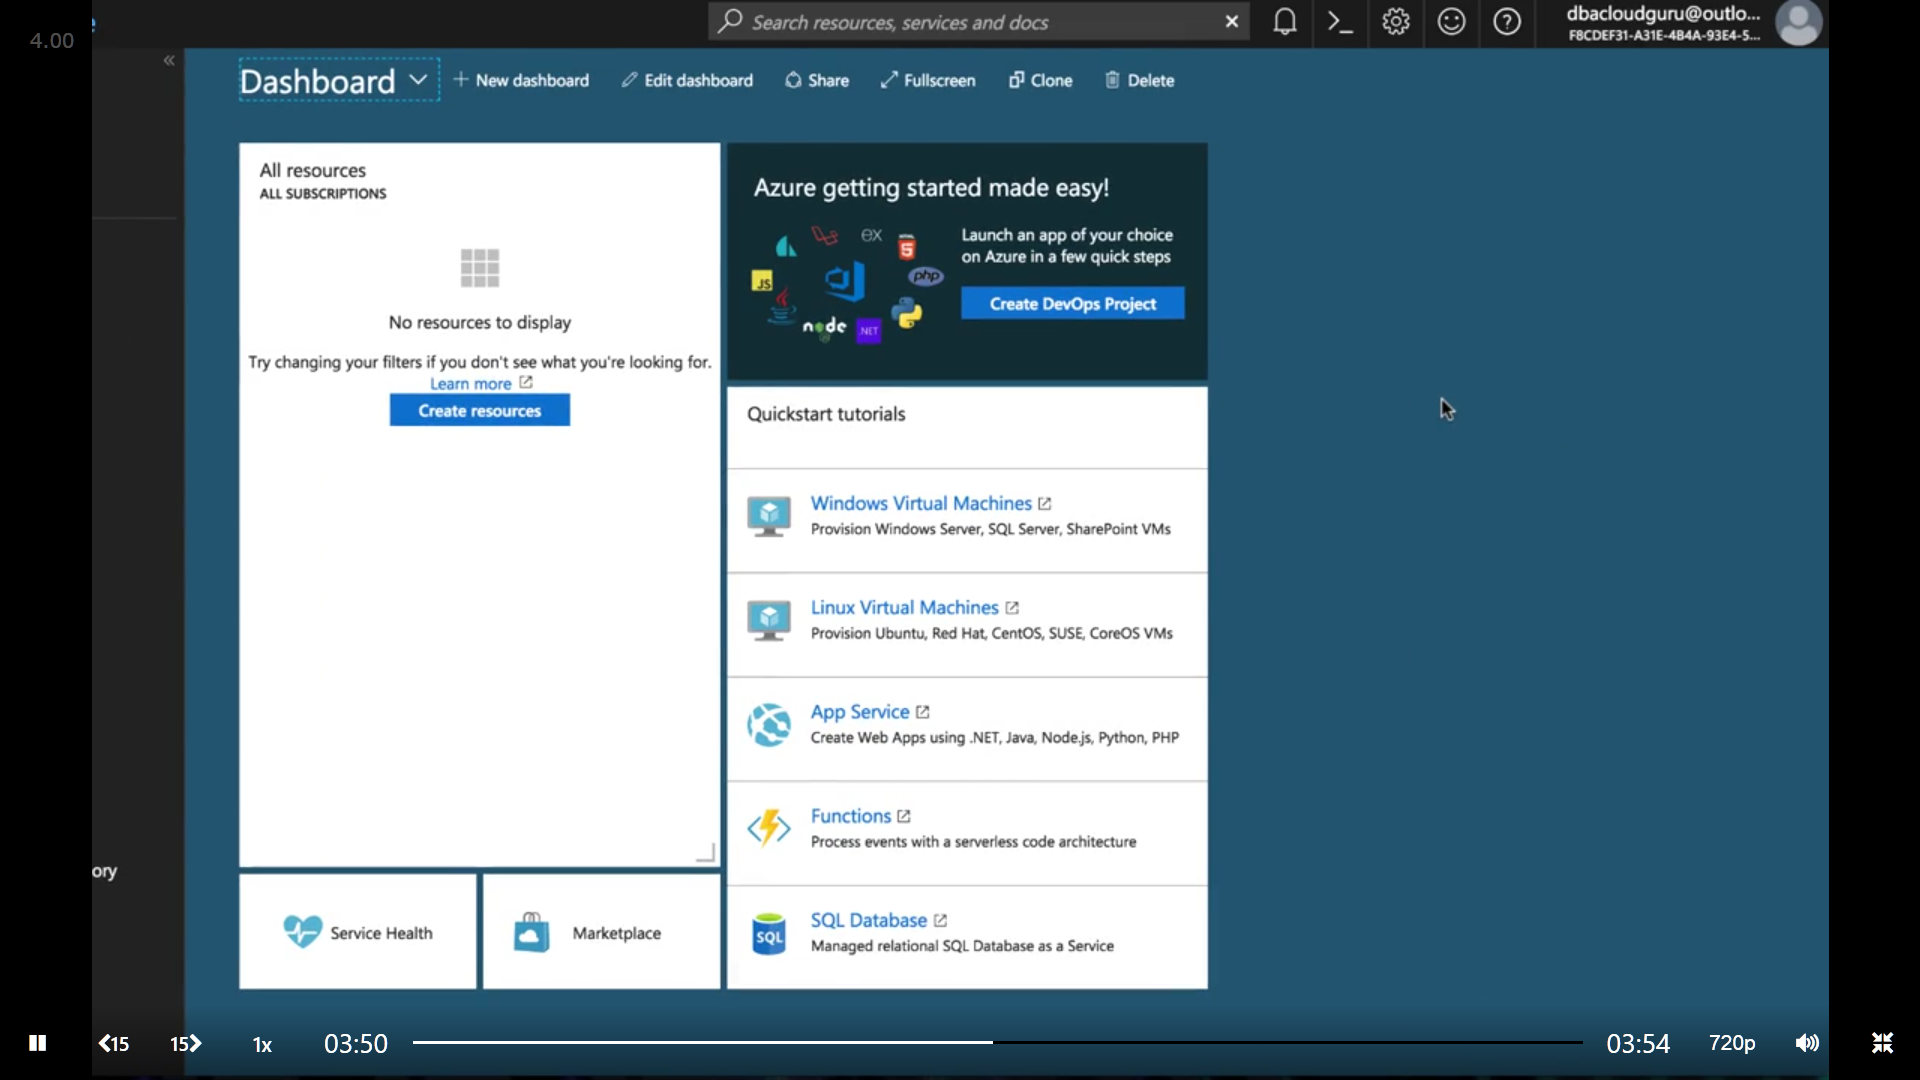 4.00
Search resources, services and docs
dbacloudguru@outlo...
F8CDEF31-A31E-4B4A-93E4-5...
Dashboard
New dashboard
Edit dashboard
Share
Fullscreen
Clone
Delete
All resources
ALL SUBSCRIPTIONS
No resources to display
Try changing your filters if you don't see what you're looking for.
Learn more
Create resources
Azure getting started made easy!
EX
5
JS
php
node
.NET
Launch an app of your choice
on Azure in a few quick steps
Create DevOps Project
Quickstart tutorials
Windows Virtual Machines
Provision Windows Server, SQL Server, SharePoint VMs
Linux Virtual Machines
Provision Ubuntu, Red Hat, CentOS, SUSE, CoreOS VMs
App Service
Create Web Apps using .NET, Java, Node.js, Python, PHP
Functions
Process events with a serverless code architecture
SQL
SQL Database
Managed relational SQL Database as a Service
ory
Service Health
Marketplace
15
15
1x
03:50
03:54
720p